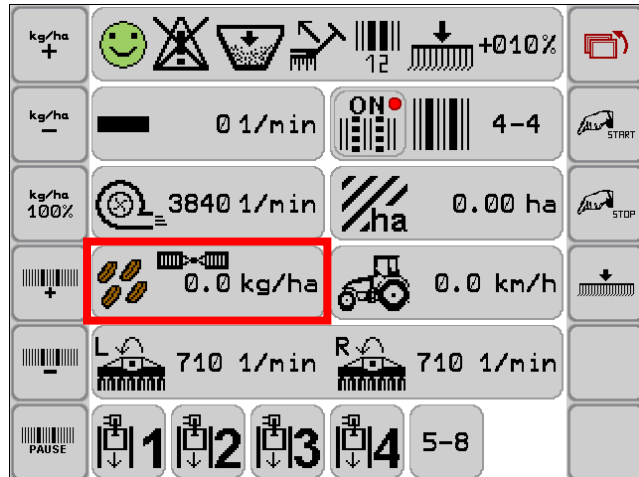 kg/ha
+
12
+010%
kg/ha
-
0 1/min
ON
4-4
START
kg/ha
100%
3840 1/min
ha
0.00 ha
STOP
+
0.0 kg/ha
0.0 km/h
-
L
710 1/min
R
710 1/min
PAUSE
1
2
3
4
5-8